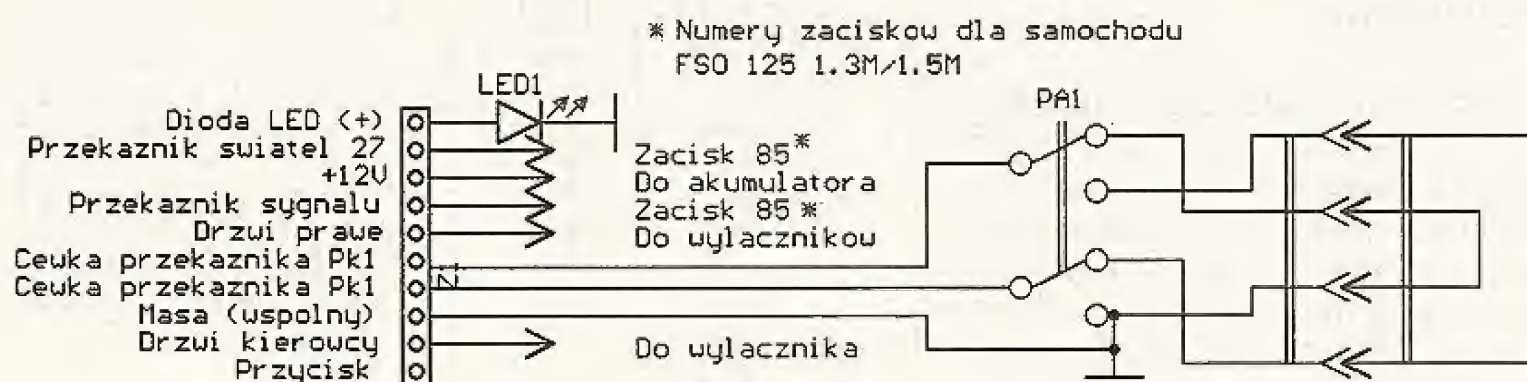 * Numery zaciskow dla samochodu
FSO 125 1.3M/1.5M
LED1
PA1
Dioda LED (+)
Przekaznik swiatel 27
Zacisk 85*
+12V
Do akumulatora
Przekaznik sygnalu
Zacisk 85*
Drzwi prawe
Do wylacznikow
Cewka przekaznika Pk1
Cewka przekaznika Pk1
Masa (wspolny)
Drzwi kierowcy
Do wylacznika
Przycisk